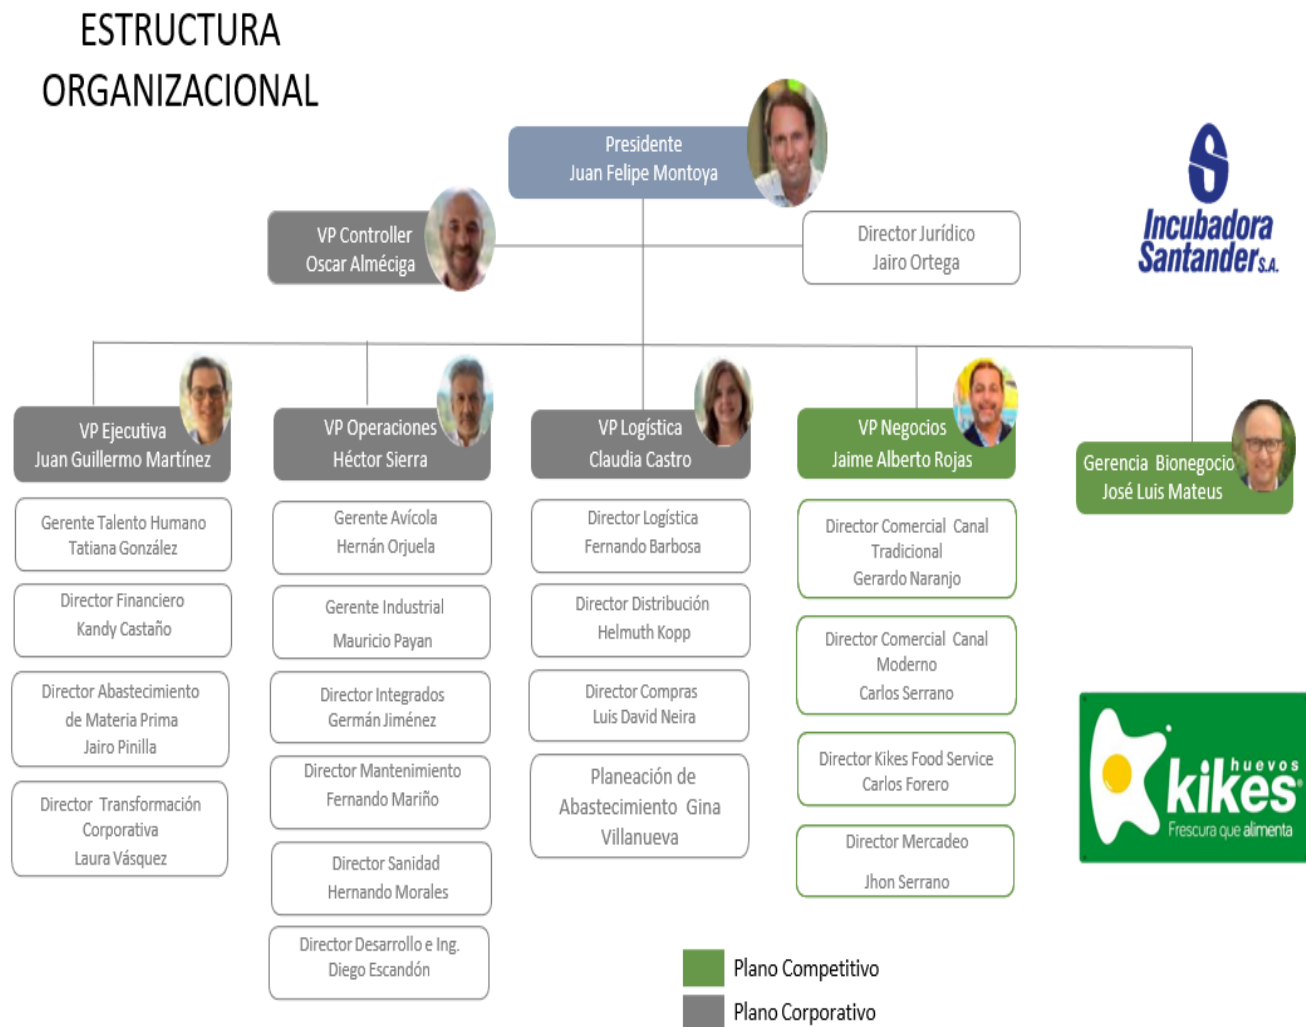 ESTRUCTURA
ORGANIZACIONAL
Presidente
Juan Felipe Montoya
VP Controller
Oscar Alméciga
Director Jurídico
Jairo Ortega
Incubadora
Santander S.A.
VP Ejecutiva
Juan Guillermo Martínez
Gerente Talento Humano
Tatiana González
Director Financiero
Kandy Castaño
Director Abastecimiento
de Materia Prima
Jairo Pinilla
Director Transformación
Corporativa
Laura Vásquez
VP Operaciones
Héctor Sierra
Gerente Avícola
Hernán Orjuela
Gerente Industrial
Mauricio Payan
Director Integrados
Germán Jiménez
Director Mantenimiento
Fernando Mariño
Director Sanidad
Hernando Morales
Director Desarrollo e Ing.
Diego Escandón
VP Logística
Claudia Castro
Director Logística
Fernando Barbosa
Director Distribución
Helmuth Kopp
Director Compras
Luis David Neira
Planeación de
Abastecimiento Gina
Villanueva
VP Negocios
Jaime Alberto Rojas
Director Comercial Canal
Tradicional
Gerardo Naranjo
Director Comercial Canal
Moderno
Carlos Serrano
Director Kikes Food Service
Carlos Forero
Director Mercadeo
Jhon Serrano
Gerencia Bionegocio
José Luis Mateus
huevos
kikes®
Frescura que alimenta
Plano Competitivo
Plano Corporativo